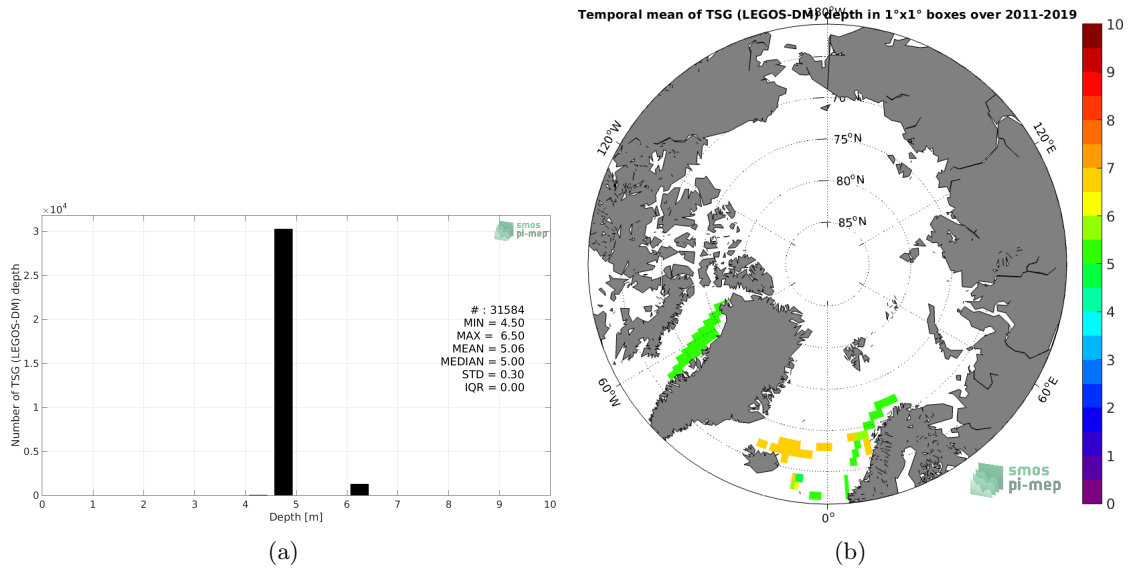 Temporal mean of TSG (LEGOS-DM) depth in 1°x1° boxes over 2011-2019
180°W
120°W
120°E
60°W
60°E
0°
70°N
75°N
80°N
85°N
10
9
8
7
6
5
4
3
2
1
0
smos
pi-mep
×10⁴
3
2.5
2
1.5
1
0.5
0
Number of TSG (LEGOS-DM) depth
smos
pi-mep
# : 31584
MIN = 4.50
MAX = 6.50
MEAN = 5.06
MEDIAN = 5.00
STD = 0.30
IQR = 0.00
0 1 2 3 4 5 6 7 8 9 10
Depth [m]
(a)
(b)